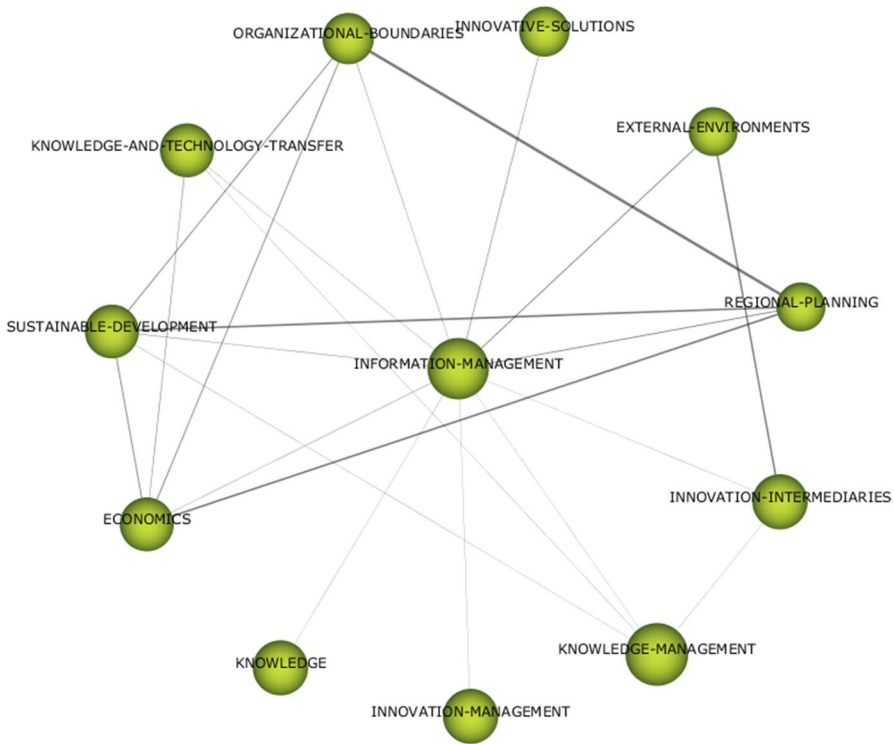 INNOVATIVE-SOLUTIONS
ORGANIZATIONAL-BOUNDARIES
EXTERNAL-ENVIRONMENTS
KNOWLEDGE-AND-TECHNOLOGY-TRANSFER
REGIONAL-PLANNING
SUSTAINABLE-DEVELOPMENT
INFORMATION-MANAGEMENT
INNOVATION-INTERMEDIARIES
ECONOMICS
KNOWLEDGE-MANAGEMENT
KNOWLEDGE
INNOVATION-MANAGEMENT